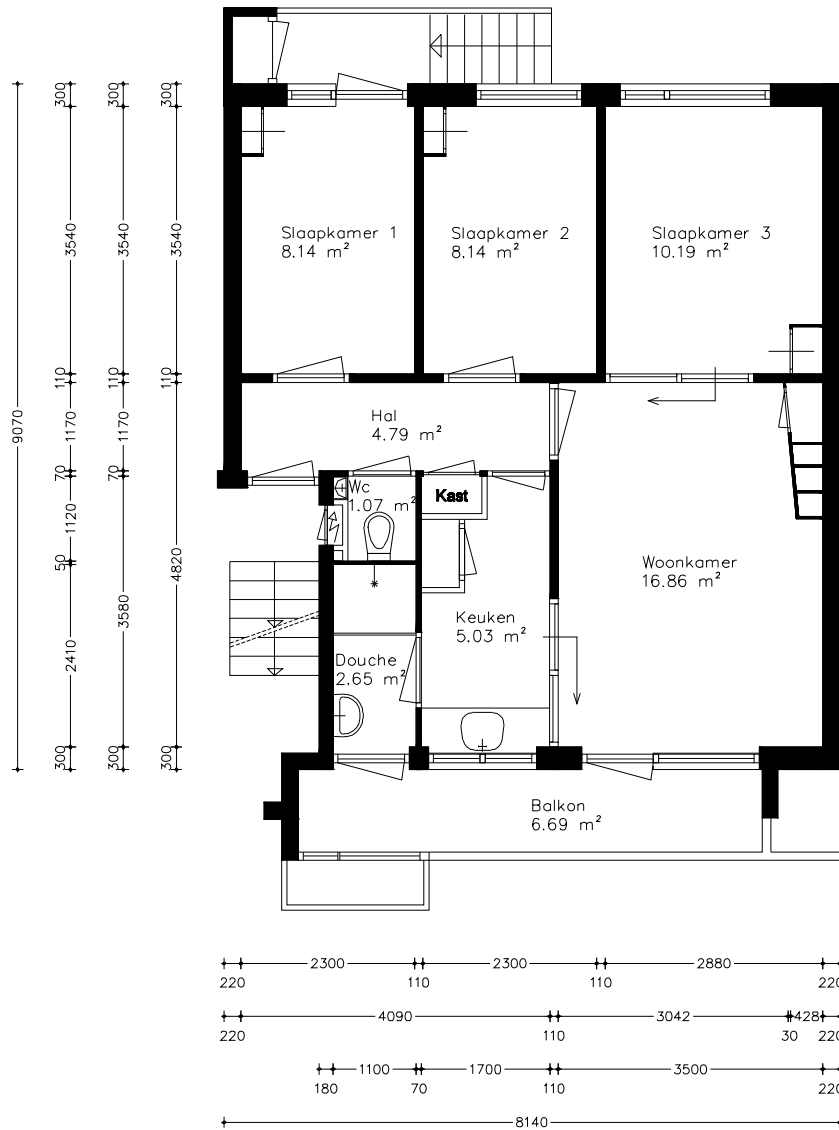 Slaapkamer 1
8.14 m²
Slaapkamer 2
8.14 m²
Slaapkamer 3
10.19 m²
Hal
4.79 m²
Wc
1.07 m²
Kast
Woonkamer
16.86 m²
Keuken
5.03 m²
Douche
2.65 m²
Balkon
6.69 m²
9070
300
3540
110
1170
70
1120
50
2410
300
300
3540
110
1170
70
3580
300
300
3540
110
4820
300
2300
2300
2880
220
110
110
220
4090
3042
428
220
110
30
220
1100
1700
3500
180
70
110
220
8140